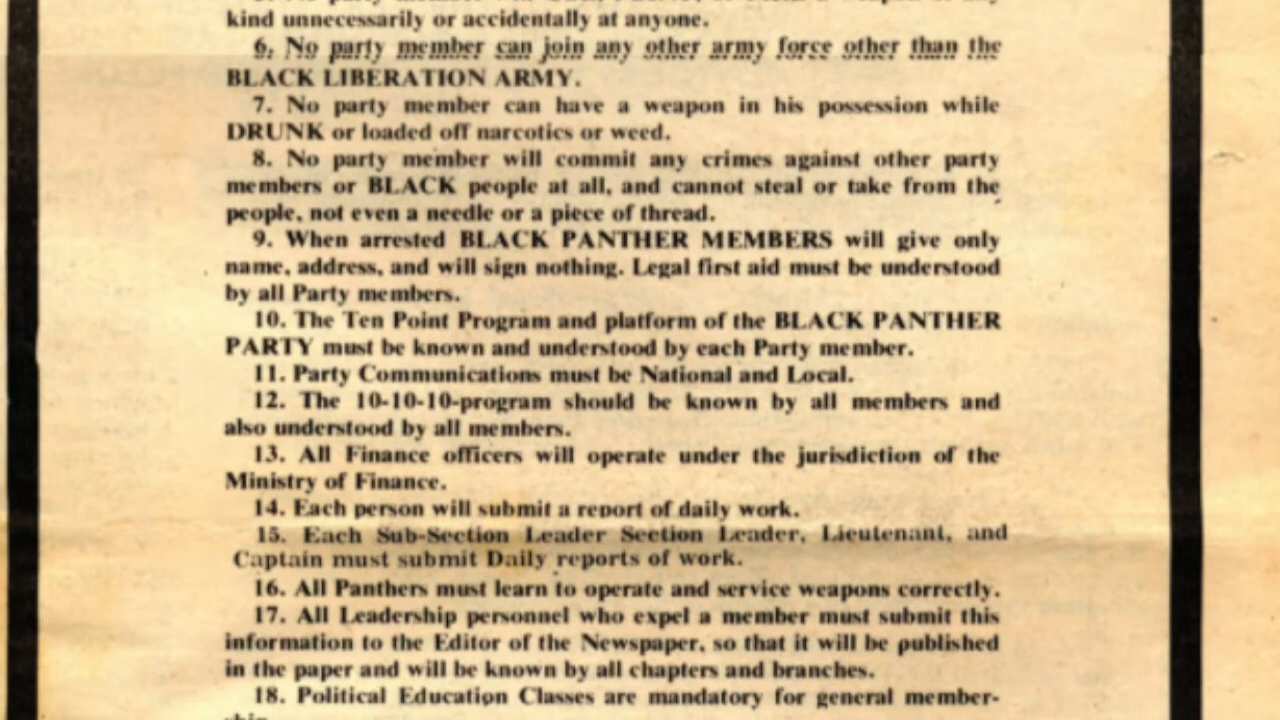 kind unnecessarily or accidentally at anyone.
6. No party member can join any other army force other than the
BLACK LIBERATION ARMY.
7. No party member can have a weapon in his possession while
DRUNK or loaded off narcotics or weed.
8. No party member will commit any crimes against other party
members or BLACK people at all, and cannot steal or take from the
people, not even a needle or a piece of thread.
9. When arrested BLACK PANTHER MEMBERS will give only
name, address, and will sign nothing. Legal first aid must be understood
by all Party members.
10. The Ten Point Program and platform of the BLACK PANTHER
PARTY must be known and understood by each Party member.
11. Party Communications must be National and Local.
12. The 10-10-10-program should be known by all members and
also understood by all members.
13. All Finance officers will operate under the jurisdiction of the
Ministry of Finance.
14. Each person will submit a report of daily work.
15. Each Sub-Section Leader Section Leader, Lieutenant, and
Captain must submit Daily reports of work.
16. All Panthers must learn to operate and service weapons correctly.
17. All Leadership personnel who expel a member must submit this
information to the Editor of the Newspaper, so that it will be published
in the paper and will be known by all chapters and branches.
18. Political Education Classes are mandatory for general member-